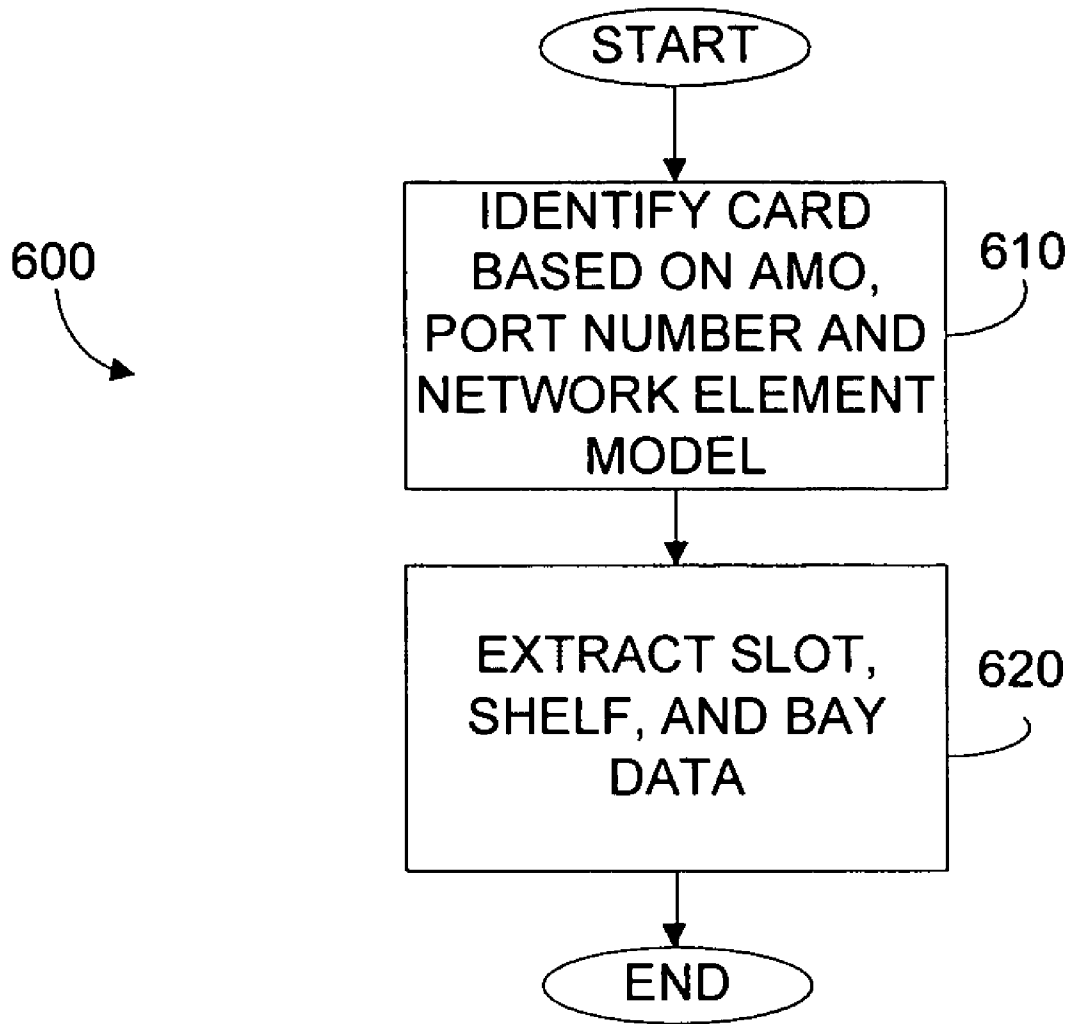 START
IDENTIFY CARD
BASED ON AMO,
PORT NUMBER AND
NETWORK ELEMENT
MODEL
600
610
EXTRACT SLOT,
SHELF, AND BAY
DATA
620
END